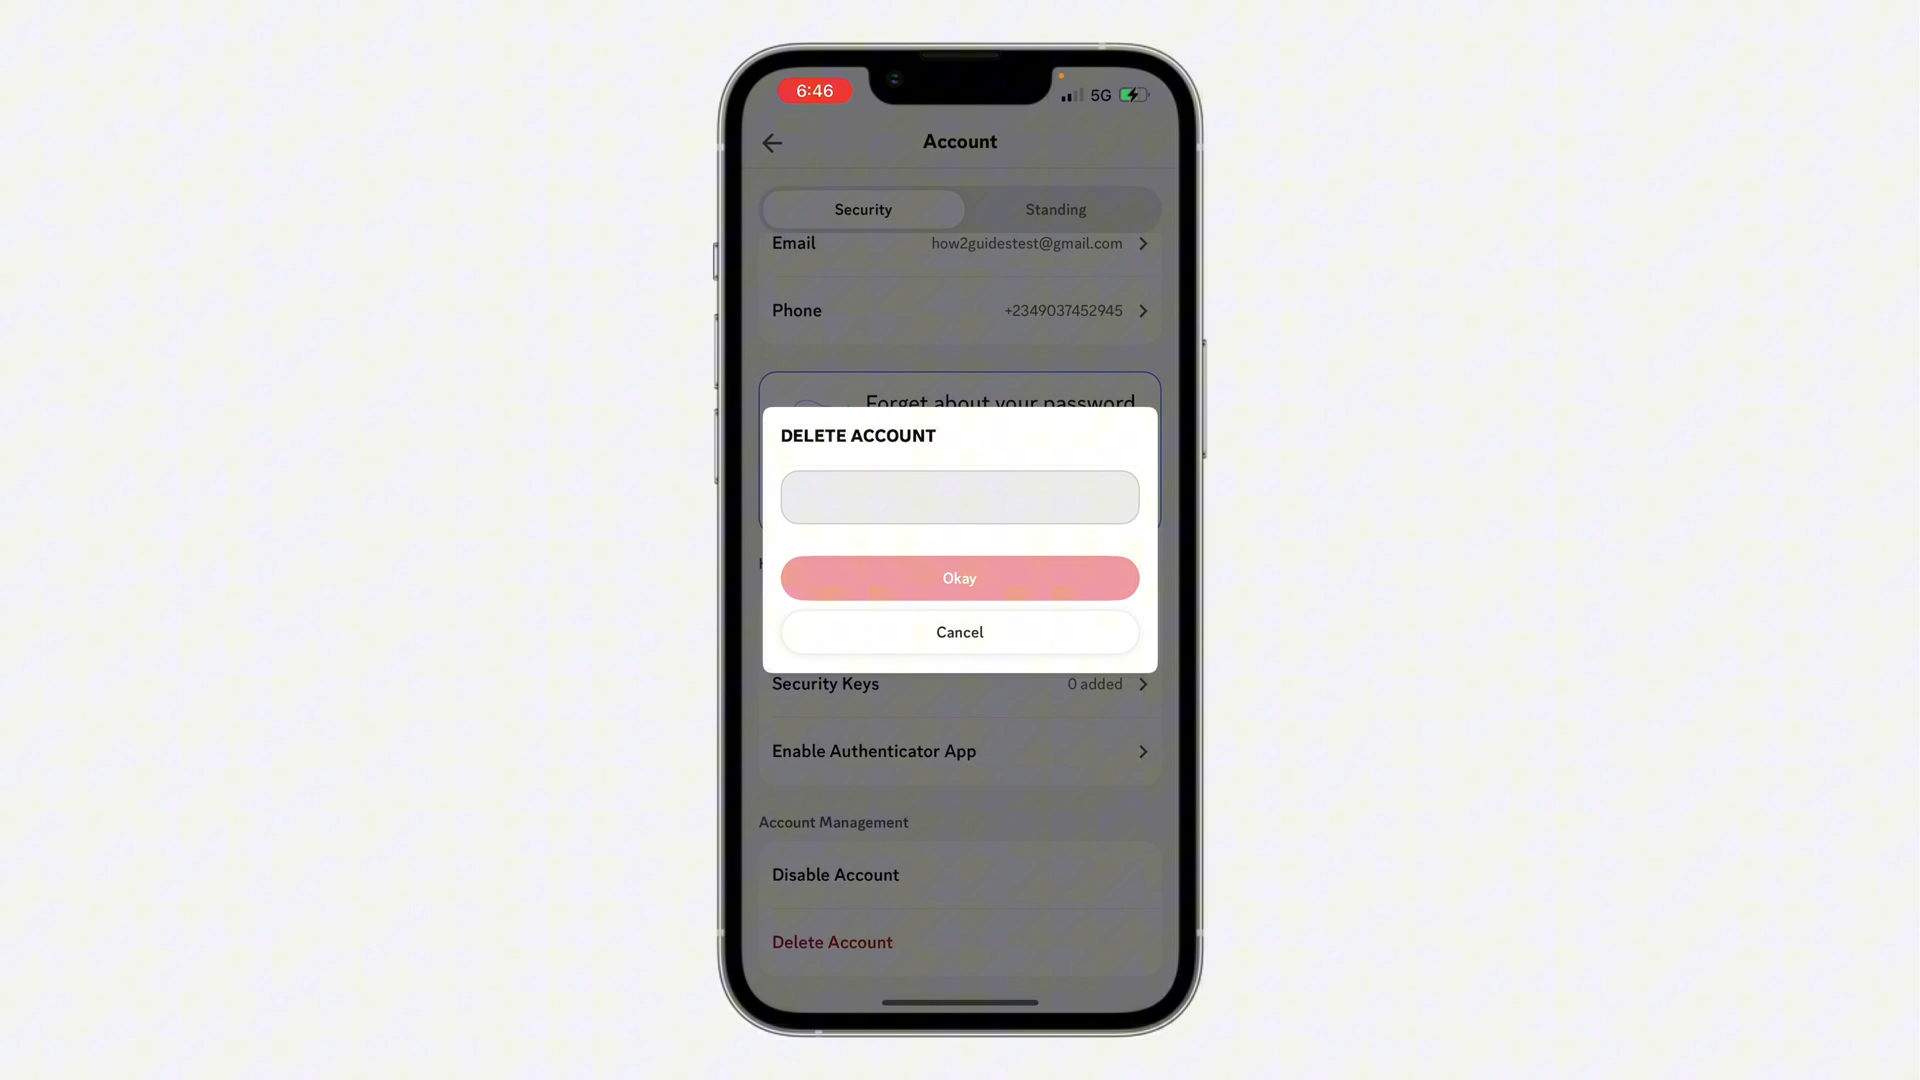 6:46
5G
Account
Security
Standing
Email
how2guidestest@gmail.com
Phone
+2349037452945
Forget about your password
DELETE ACCOUNT
Okay
Cancel
Security Keys
0 added
Enable Authenticator App
Account Management
Disable Account
Delete Account